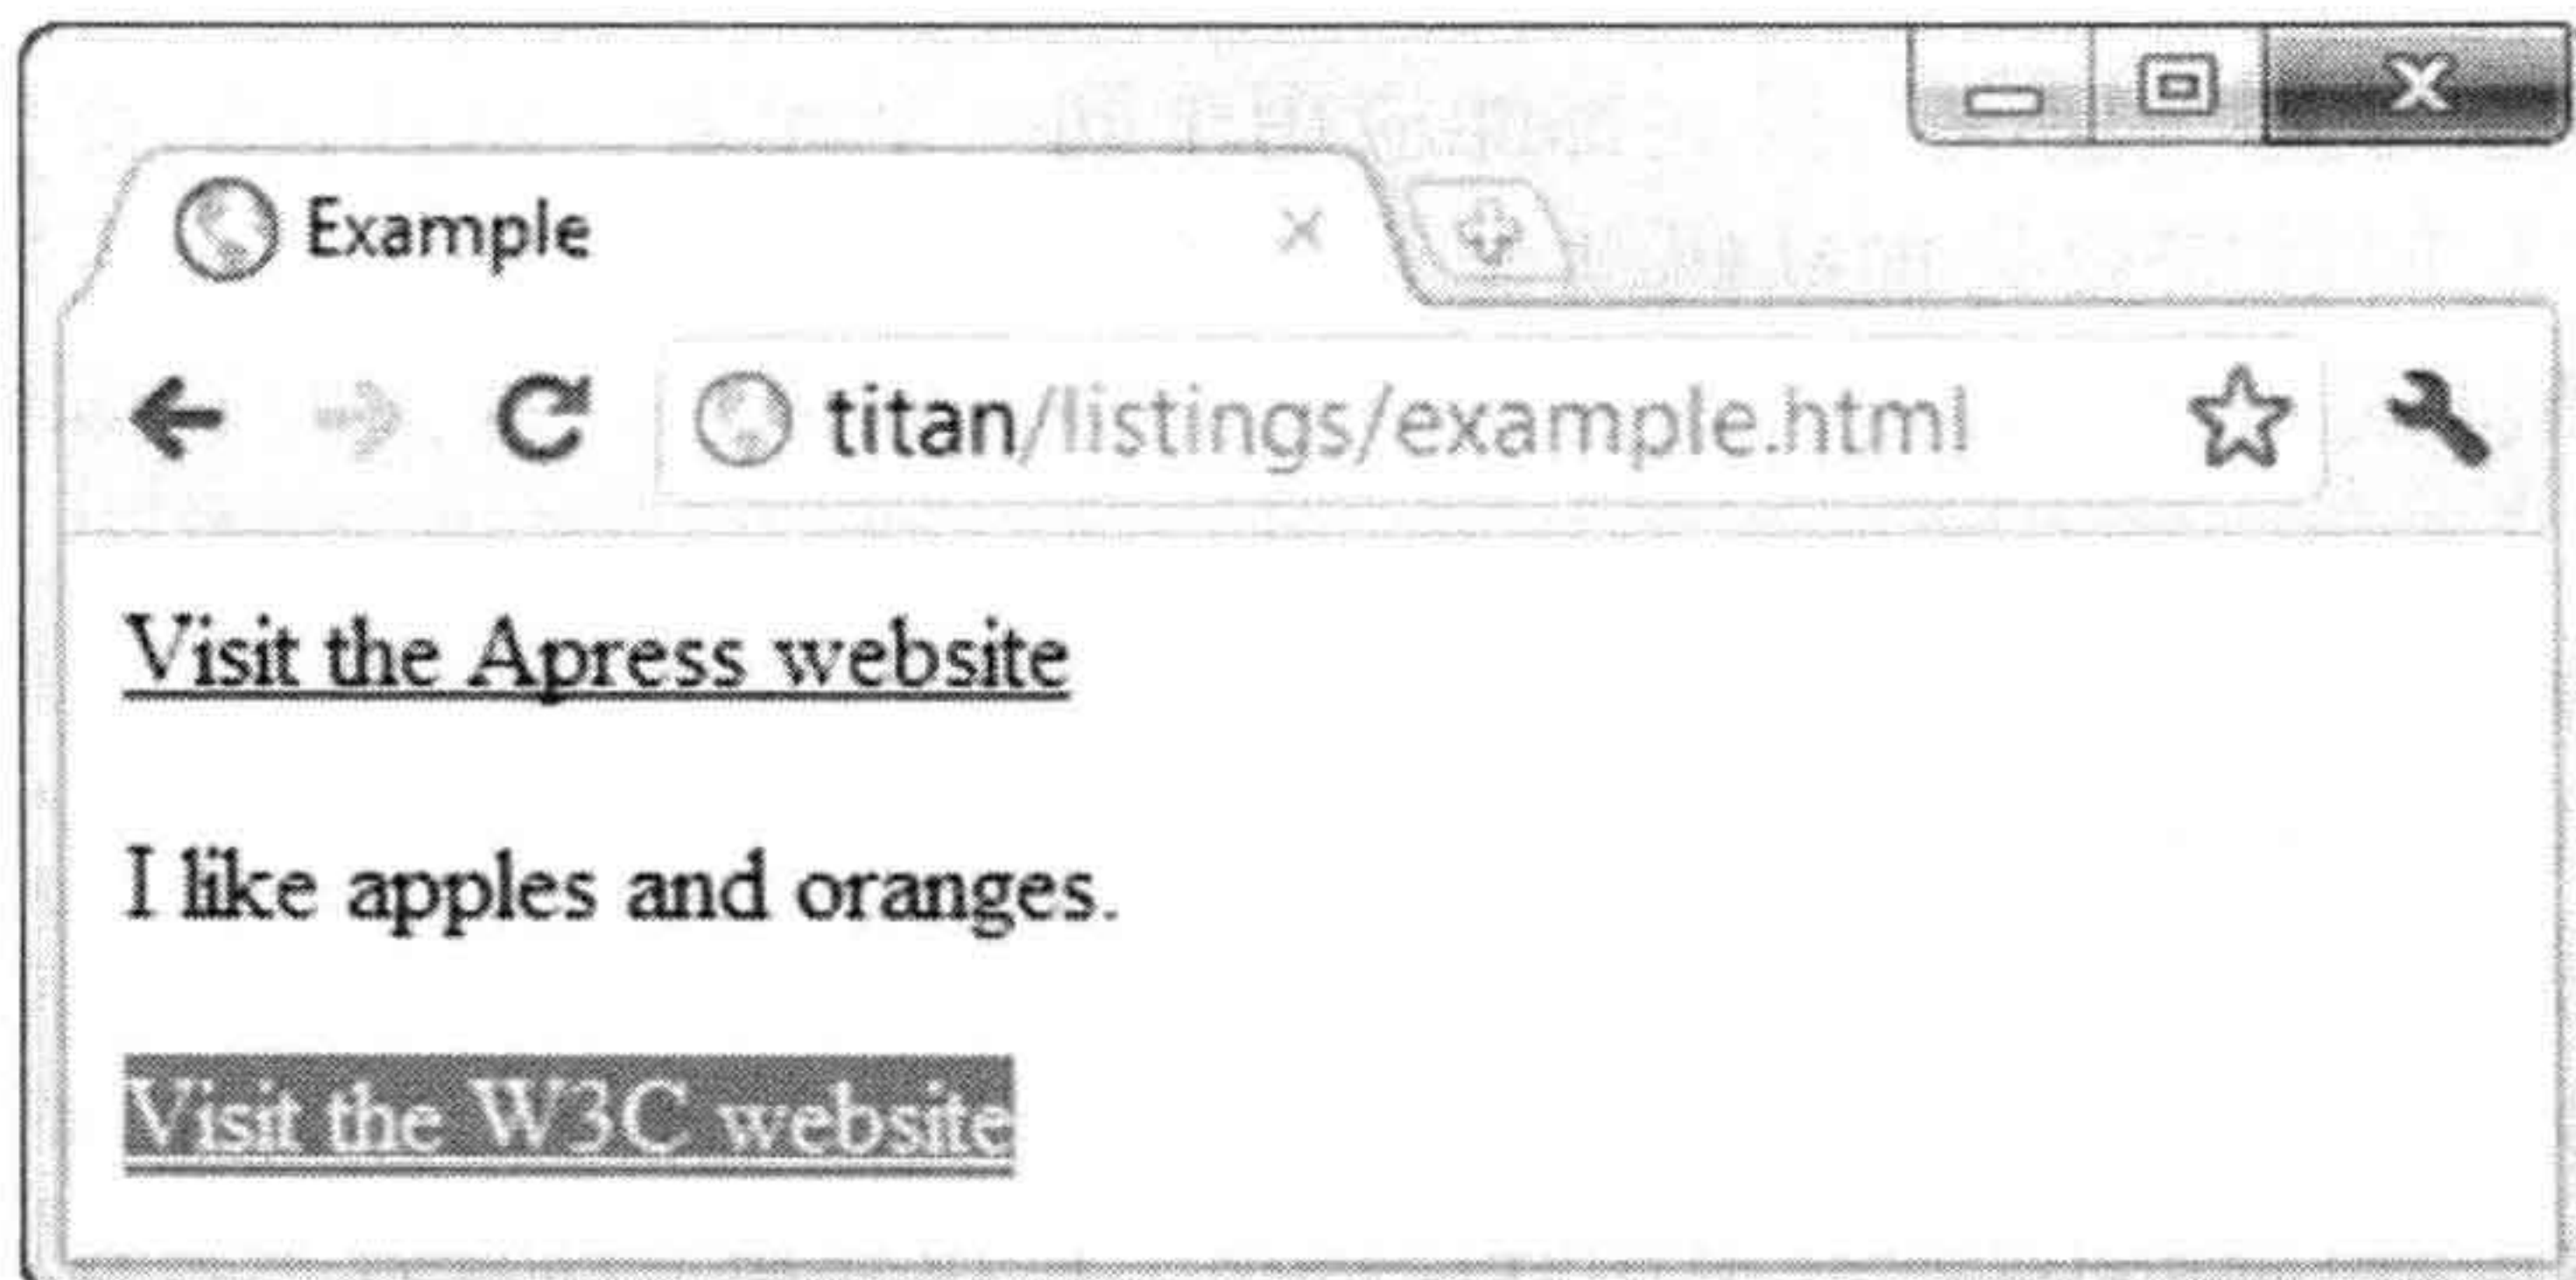 Example
titan/listings/example.html
Visit the Apress website
I like apples and oranges.
Visit the W3C website